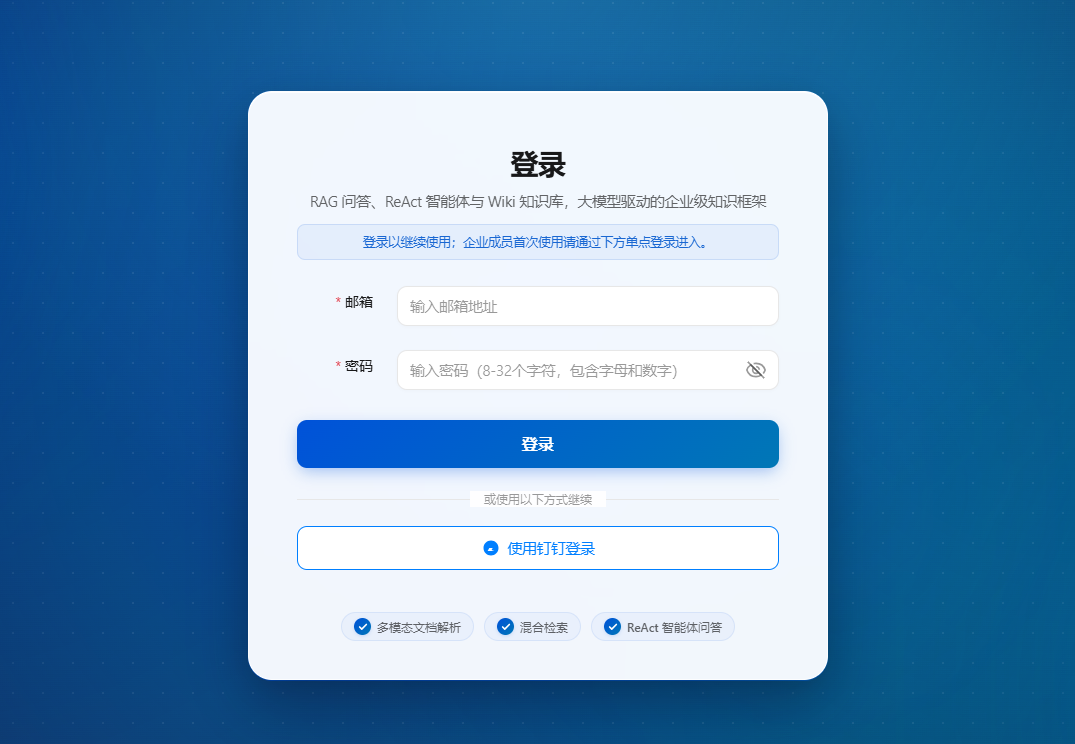 登录
RAG 问答、ReAct 智能体与 Wiki 知识库，大模型驱动的企业级知识框架
登录以继续使用；企业成员首次使用请通过下方单点登录进入。
* 邮箱 输入邮箱地址
* 密码 输入密码（8-32个字符，包含字母和数字）
登录
或使用以下方式继续
使用钉钉登录
多模态文档解析 混合检索 ReAct 智能体问答